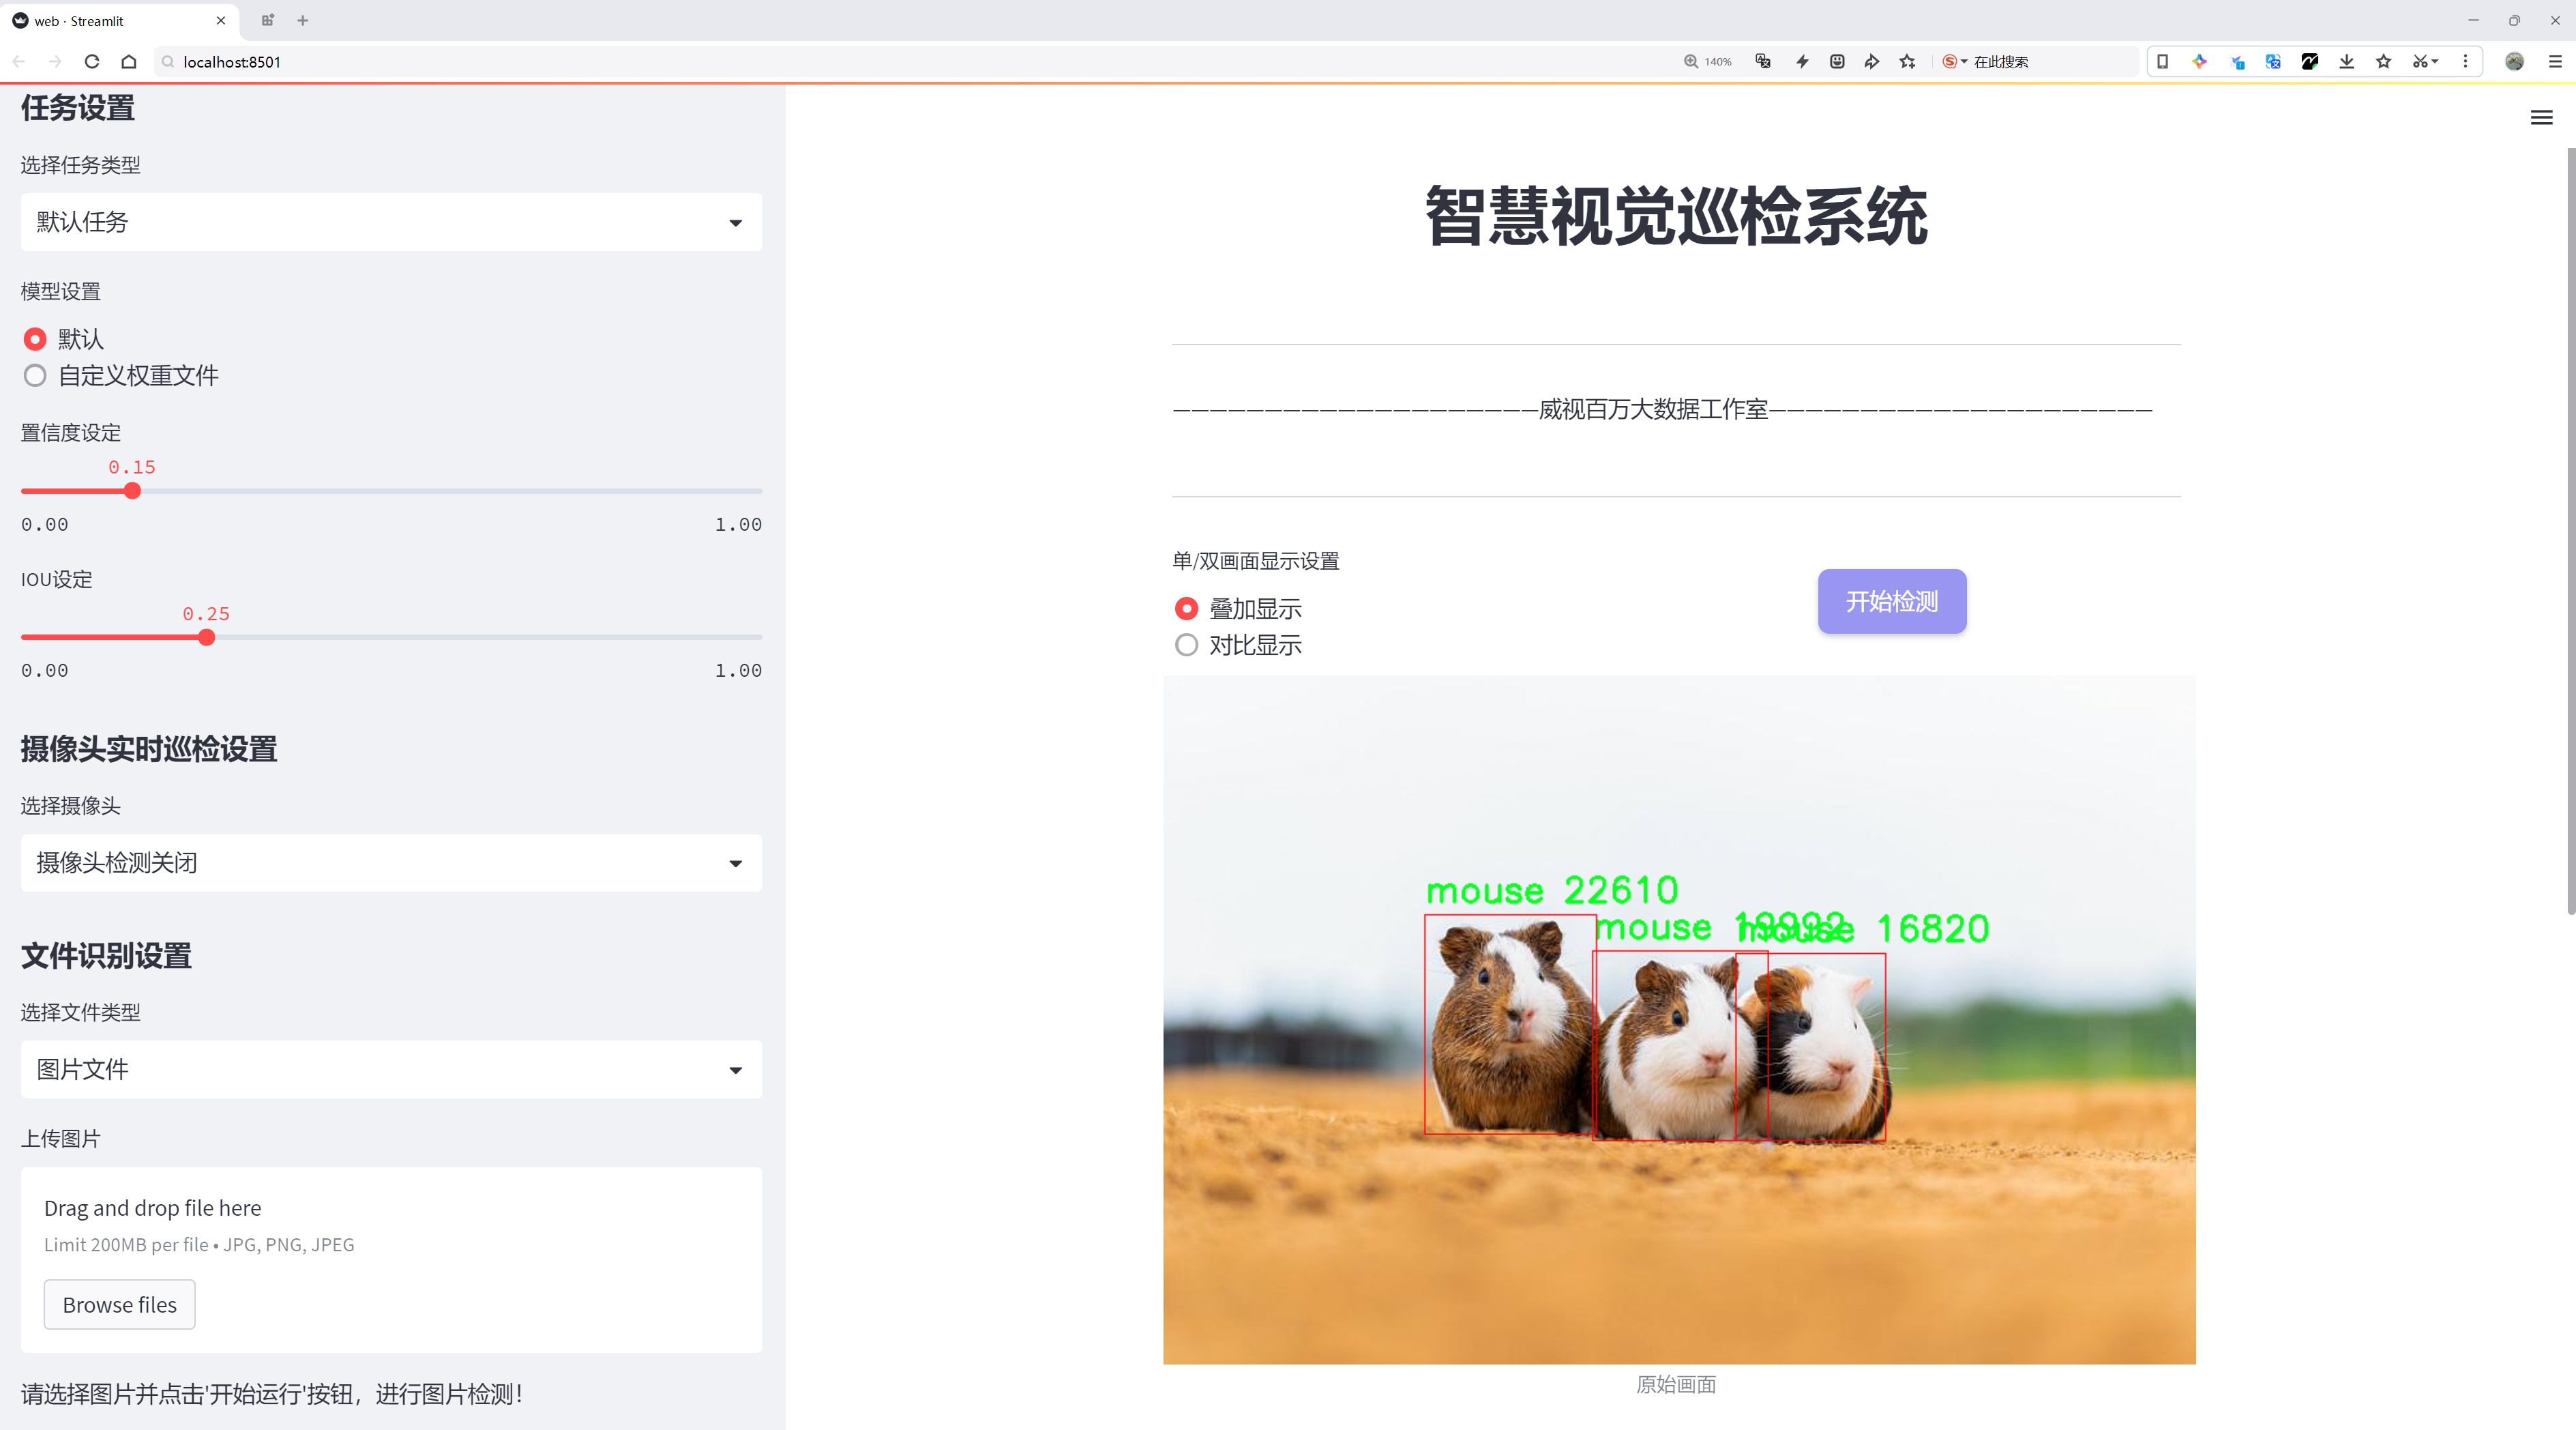 web · Streamlit
localhost:8501
140%
在此搜索
任务设置
选择任务类型
默认任务
模型设置
默认
自定义权重文件
置信度设定
0.15
0.00
1.00
IOU设定
0.25
0.00
1.00
摄像头实时巡检设置
选择摄像头
摄像头检测关闭
文件识别设置
选择文件类型
图片文件
上传图片
Drag and drop file here
Limit 200MB per file • JPG, PNG, JPEG
Browse files
请选择图片并点击'开始运行'按钮，进行图片检测！
智慧视觉巡检系统
————————————————————威视百万大数据工作室—————————————————————
单/双画面显示设置
叠加显示
对比显示
开始检测
mouse 22610
mouse 19992
mouse 16820
原始画面